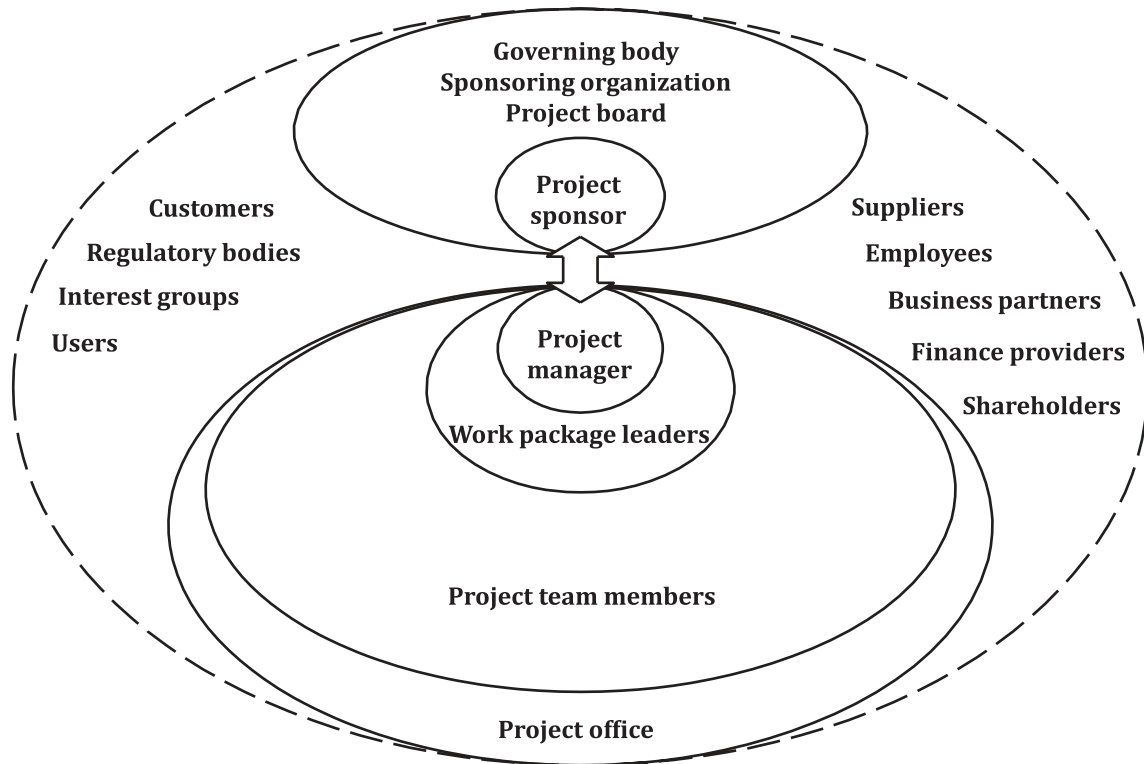 Governing body
Sponsoring organization
Project board
Project
sponsor
Customers
Regulatory bodies
Interest groups
Users
Suppliers
Employees
Business partners
Finance providers
Shareholders
Project
manager
Work package leaders
Project team members
Project office